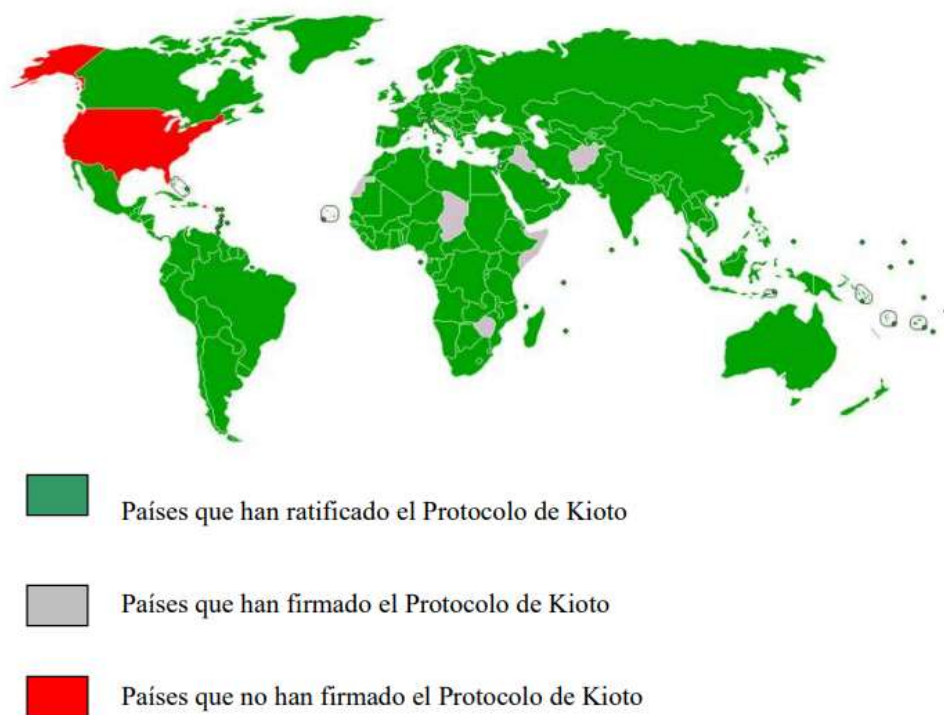 Países que han ratificado el Protocolo de Kioto
Países que han firmado el Protocolo de Kioto
Países que no han firmado el Protocolo de Kioto